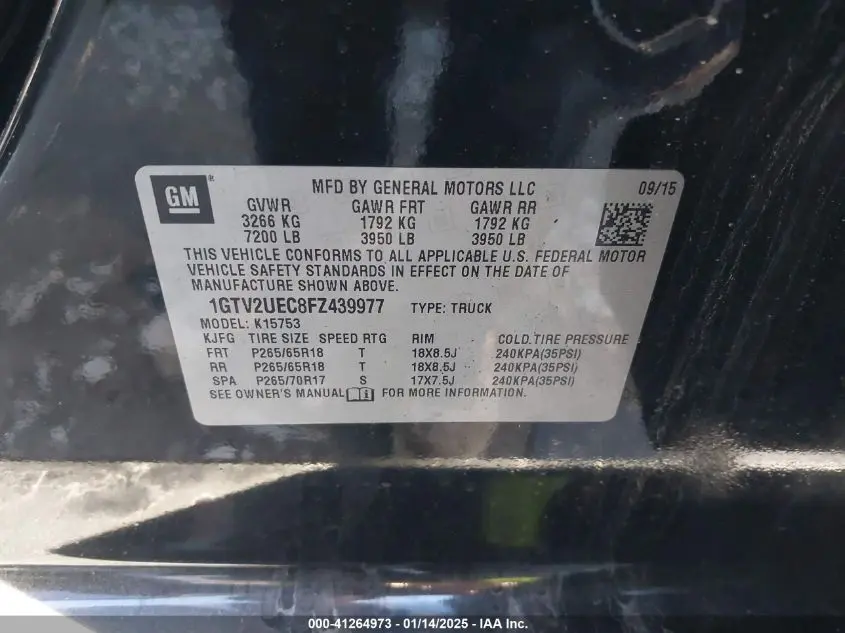 GM®
MFD BY GENERAL MOTORS LLC 09/15
GVWR GAWR FRT GAWR RR
3266 KG 1792 KG 1792 KG
7200 LB 3950 LB 3950 LB
THIS VEHICLE CONFORMS TO ALL APPLICABLE U.S. FEDERAL MOTOR
VEHICLE SAFETY STANDARDS IN EFFECT ON THE DATE OF
MANUFACTURE SHOWN ABOVE.
1GTV2UEC8FZ439977 TYPE: TRUCK
MODEL: K15753
KJFG TIRE SIZE SPEED RTG RIM COLD TIRE PRESSURE
FRT P265/65R18 T 18X8.5J 240KPA(35PSI)
RR P265/65R18 T 18X8.5J 240KPA(35PSI)
SPA P265/70R17 S 17X7.5J 240KPA(35PSI)
SEE OWNER'S MANUAL FOR MORE INFORMATION.
000-41264973 — 01/14/2025 - IAA Inc.